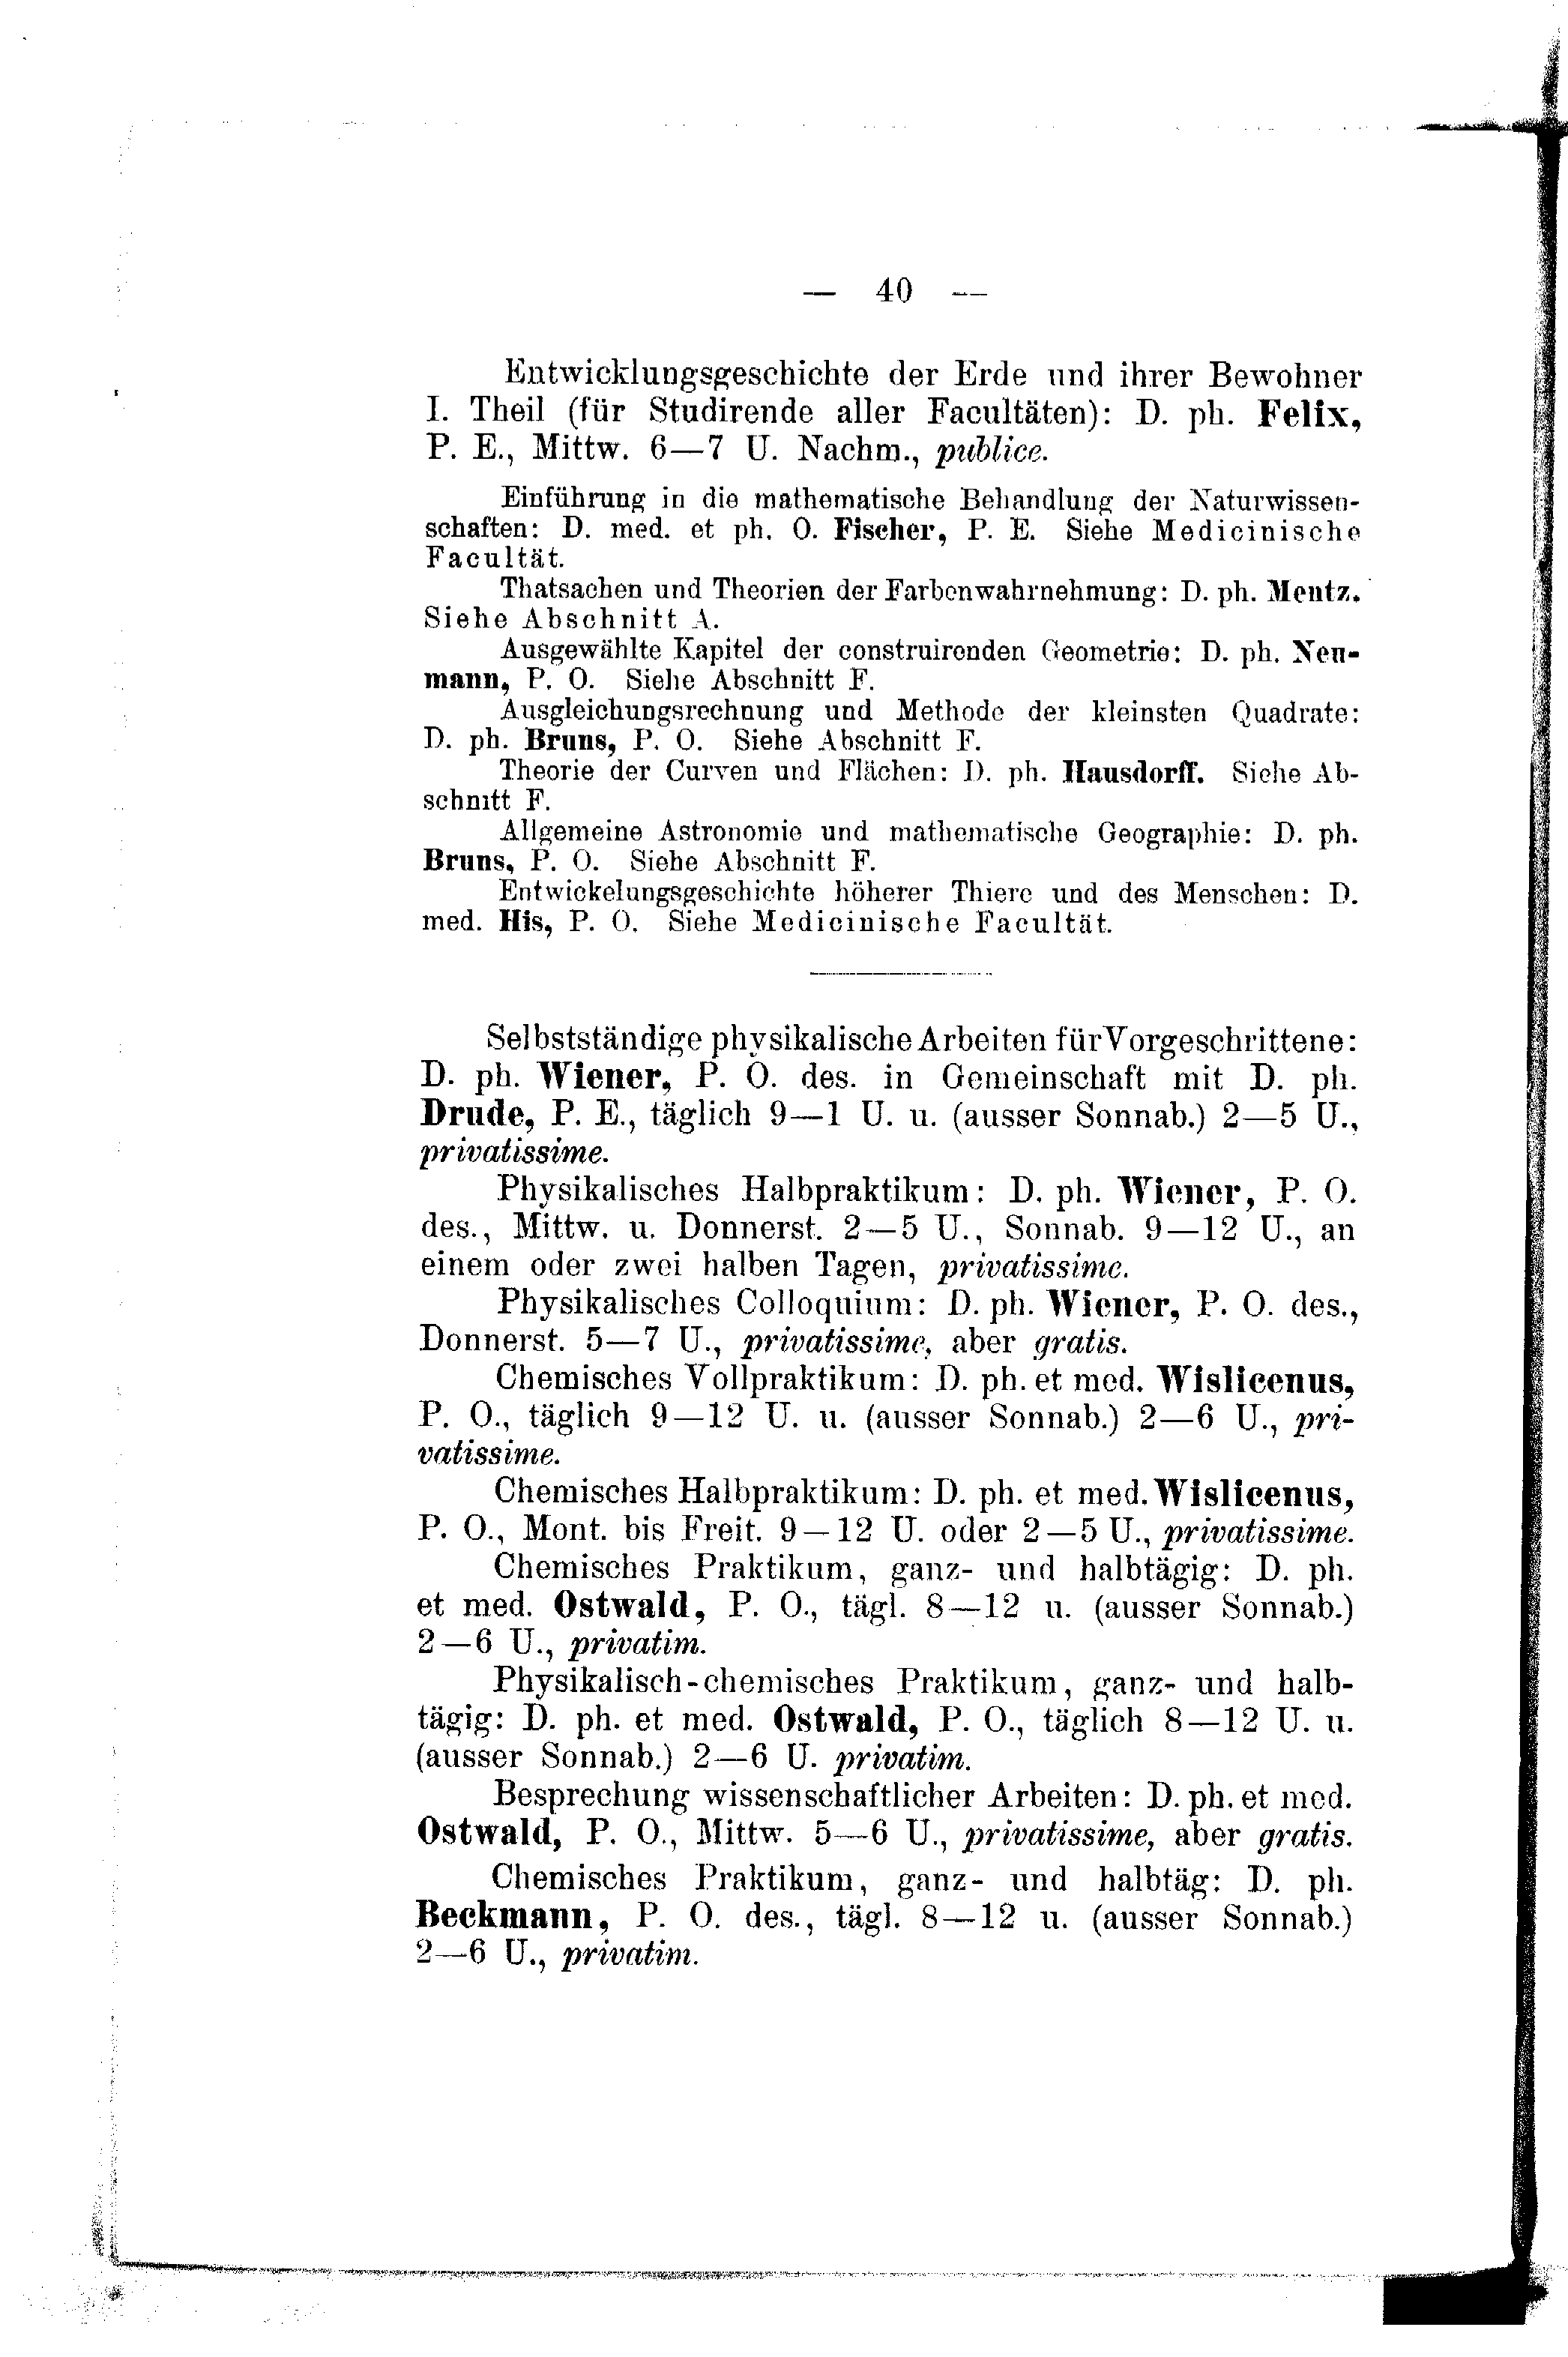 — 40 —
Entwicklungsgeschichte der Erde und ihrer Bewohner
I. Theil (für Studirende aller Facultäten): D. ph. Felix,
P. E., Mittw. 6—7 U. Nachm., publice.
Einführung in die mathematische Behandlung der Naturwissen-
schaften: D. med. et ph. O. Fischer, P. E. Siehe Medicinische
Facultät.
Thatsachen und Theorien der Farbenwahrnehmung: D. ph. Mentz.
Siehe Abschnitt A.
Ausgewählte Kapitel der construirenden Geometrie: D. ph. Neu-
mann, P. O. Siehe Abschnitt F.
Ausgleichungsrechnung und Methode der kleinsten Quadrate:
D. ph. Bruns, P. O. Siehe Abschnitt F.
Theorie der Curven und Flächen: D. ph. Hausdorff. Siehe Ab-
schnitt F.
Allgemeine Astronomie und mathematische Geographie: D. ph.
Bruns, P. O. Siehe Abschnitt F.
Entwickelungsgeschichte höherer Thiere und des Menschen: D.
med. His, P. O. Siehe Medicinische Facultät.
Selbstständige physikalische Arbeiten für Vorgeschrittene:
D. ph. Wiener, P. O. des. in Gemeinschaft mit D. ph.
Drude, P. E., täglich 9—1 U. u. (ausser Sonnab.) 2—5 U.,
privatissime.
Physikalisches Halbpraktikum: D. ph. Wiener, P. O.
des., Mittw. u. Donnerst. 2—5 U., Sonnab. 9—12 U., an
einem oder zwei halben Tagen, privatissime.
Physikalisches Colloquium: D. ph. Wiener, P. O. des.,
Donnerst. 5—7 U., privatissime, aber gratis.
Chemisches Vollpraktikum: D. ph. et med. Wislicenus,
P. O., täglich 9—12 U. u. (ausser Sonnab.) 2—6 U., pri-
vatissime.
Chemisches Halbpraktikum: D. ph. et med. Wislicenus,
P. O., Mont. bis Freit. 9—12 U. oder 2—5 U., privatissime.
Chemisches Praktikum, ganz- und halbtägig: D. ph.
et med. Ostwald, P. O., tägl. 8—12 u. (ausser Sonnab.)
2—6 U., privatim.
Physikalisch-chemisches Praktikum, ganz- und halb-
tägig: D. ph. et med. Ostwald, P. O., täglich 8—12 U. u.
(ausser Sonnab.) 2—6 U. privatim.
Besprechung wissenschaftlicher Arbeiten: D. ph. et med.
Ostwald, P. O., Mittw. 5—6 U., privatissime, aber gratis.
Chemisches Praktikum, ganz- und halbtäg: D. ph.
Beckmann, P. O. des., tägl. 8—12 u. (ausser Sonnab.)
2—6 U., privatim.